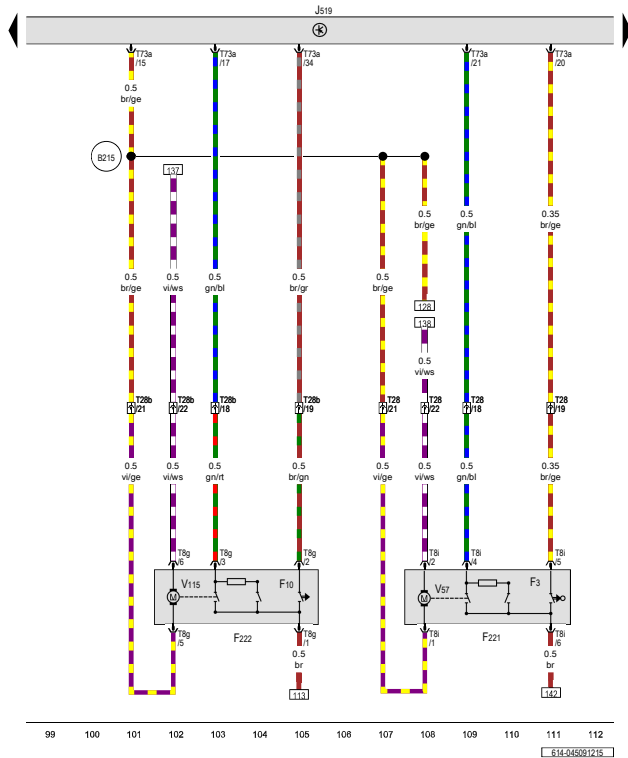 J519
T73a
/15
T73a
/17
T73a
/34
T73a
/21
T73a
/20
0.5
br/ge
B215
137
0.5
br/ge
0.5
gn/bl
0.35
br/ge
0.5
br/ge
0.5
vi/ws
0.5
gn/bl
0.5
br/gr
0.5
br/ge
128
138
0.5
vi/ws
T28b
/21
T28b
/22
T28b
/18
T28b
/19
T28
/21
T28
/22
T28
/18
T28
/19
0.5
vi/ge
0.5
vi/ws
0.5
gn/rt
0.5
br/gn
0.5
vi/ge
0.5
vi/ws
0.5
gn/bl
0.35
br/ge
T8g
/6
T8g
/3
T8g
/2
T8i
/2
T8i
/4
T8i
/5
V115
F10
V57
F3
M
M
T8g
/5
F222
T8g
/1
T8i
/1
F221
T8i
/6
0.5
br
0.5
br
113
142
99 100 101 102 103 104 105 106 107 108 109 110 111 112
614-045091215